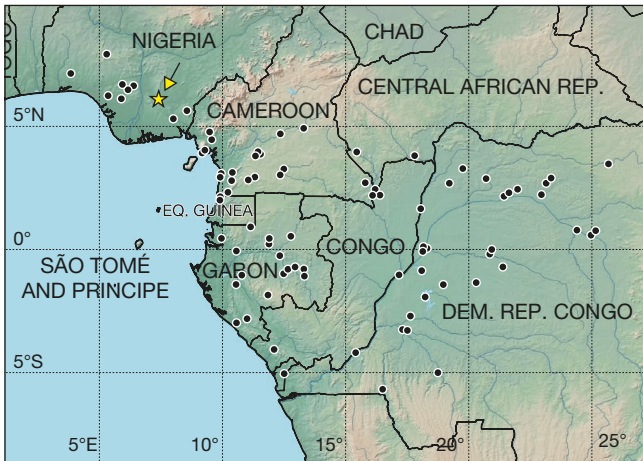 CHAD
NIGERIA
CENTRAL AFRICAN REP.
CAMEROON
5°N
EQ. GUINEA
0°
CONGO
GABON
SÃO TOMÉ
AND PRINCIPE
DEM. REP. CONGO
5°S
5°E
10°
15°
20°
25°